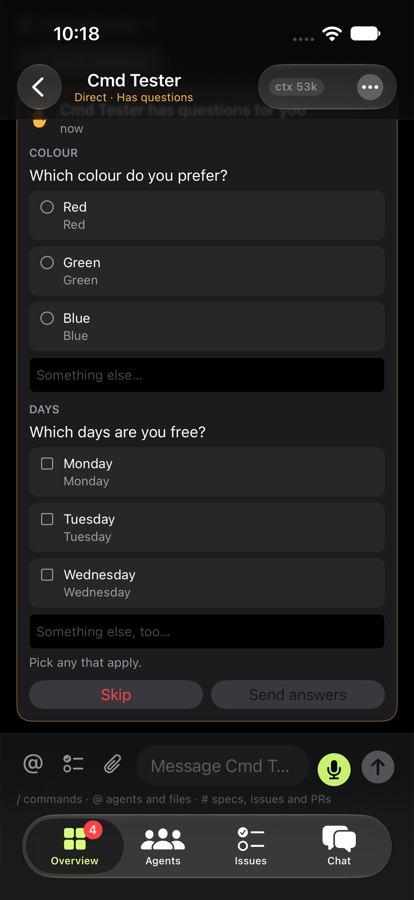 10:18
Cmd Tester
Direct · Has questions
ctx 53k
Cmd Tester has questions for you
now
COLOUR
Which colour do you prefer?
Red
Red
Green
Green
Blue
Blue
Something else...
DAYS
Which days are you free?
Monday
Monday
Tuesday
Tuesday
Wednesday
Wednesday
Something else, too...
Pick any that apply.
Skip
Send answers
@
Message Cmd T...
/ commands · @ agents and files · # specs, issues and PRs
4
Overview
Agents
Issues
Chat